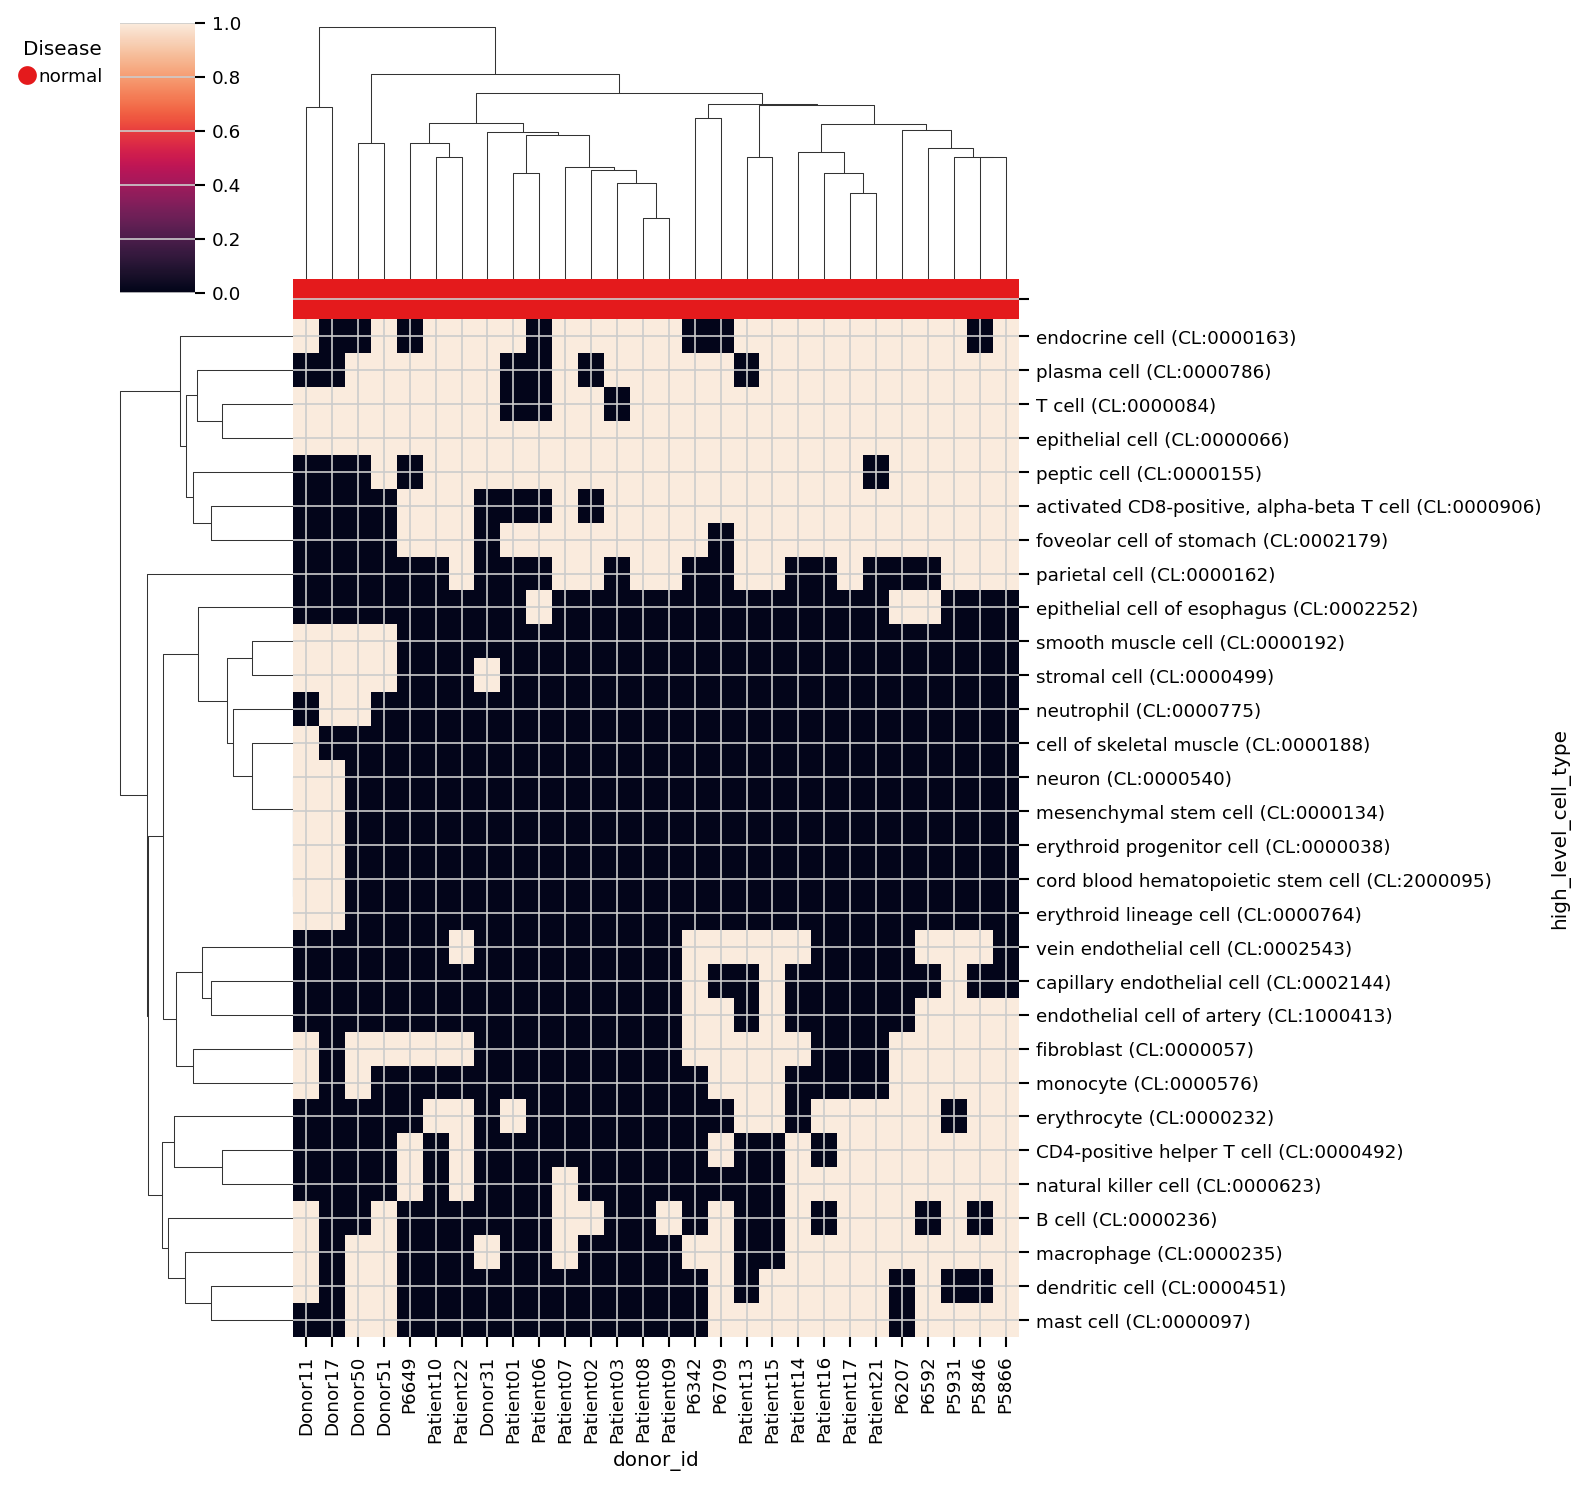 Disease
normal
1.0
0.8
0.6
0.4
0.2
0.0
endocrine cell (CL:0000163)
plasma cell (CL:0000786)
T cell (CL:0000084)
epithelial cell (CL:0000066)
peptic cell (CL:0000155)
activated CD8-positive, alpha-beta T cell (CL:0000906)
foveolar cell of stomach (CL:0002179)
parietal cell (CL:0000162)
epithelial cell of esophagus (CL:0002252)
smooth muscle cell (CL:0000192)
stromal cell (CL:0000499)
neutrophil (CL:0000775)
cell of skeletal muscle (CL:0000188)
neuron (CL:0000540)
mesenchymal stem cell (CL:0000134)
erythroid progenitor cell (CL:0000038)
cord blood hematopoietic stem cell (CL:2000095)
erythroid lineage cell (CL:0000764)
vein endothelial cell (CL:0002543)
capillary endothelial cell (CL:0002144)
endothelial cell of artery (CL:1000413)
fibroblast (CL:0000057)
monocyte (CL:0000576)
erythrocyte (CL:0000232)
CD4-positive helper T cell (CL:0000492)
natural killer cell (CL:0000623)
B cell (CL:0000236)
macrophage (CL:0000235)
dendritic cell (CL:0000451)
mast cell (CL:0000097)
high_level_cell_type
Donor11
Donor17
Donor50
Donor51
P6649
Patient10
Patient22
Donor31
Patient01
Patient06
Patient07
Patient02
Patient03
Patient08
Patient09
P6342
P6709
Patient13
Patient15
Patient14
Patient16
Patient17
Patient21
P6207
P6592
P5931
P5846
P5866
donor_id